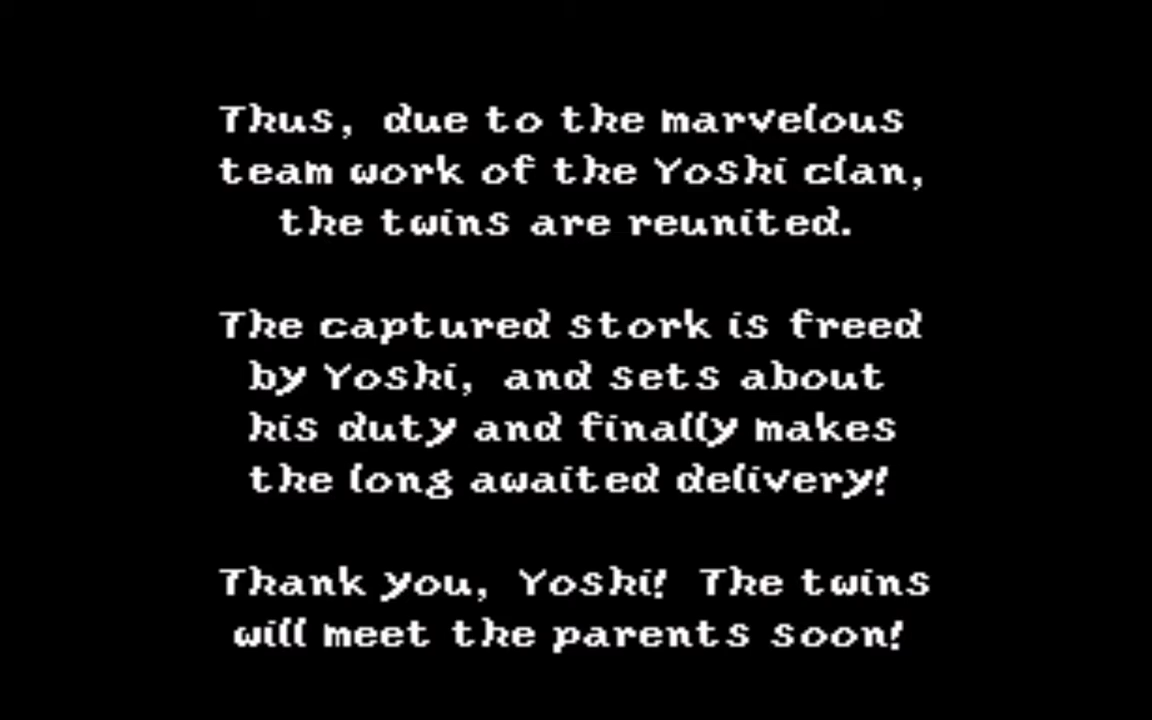 Thus, due to the marvelous
team work of the Yoshi clan,
the twins are reunited.
The captured stork is freed
by Yoshi, and sets about
his duty and finally makes
the long awaited delivery!
Thank you, Yoshi! The twins
will meet the parents soon!